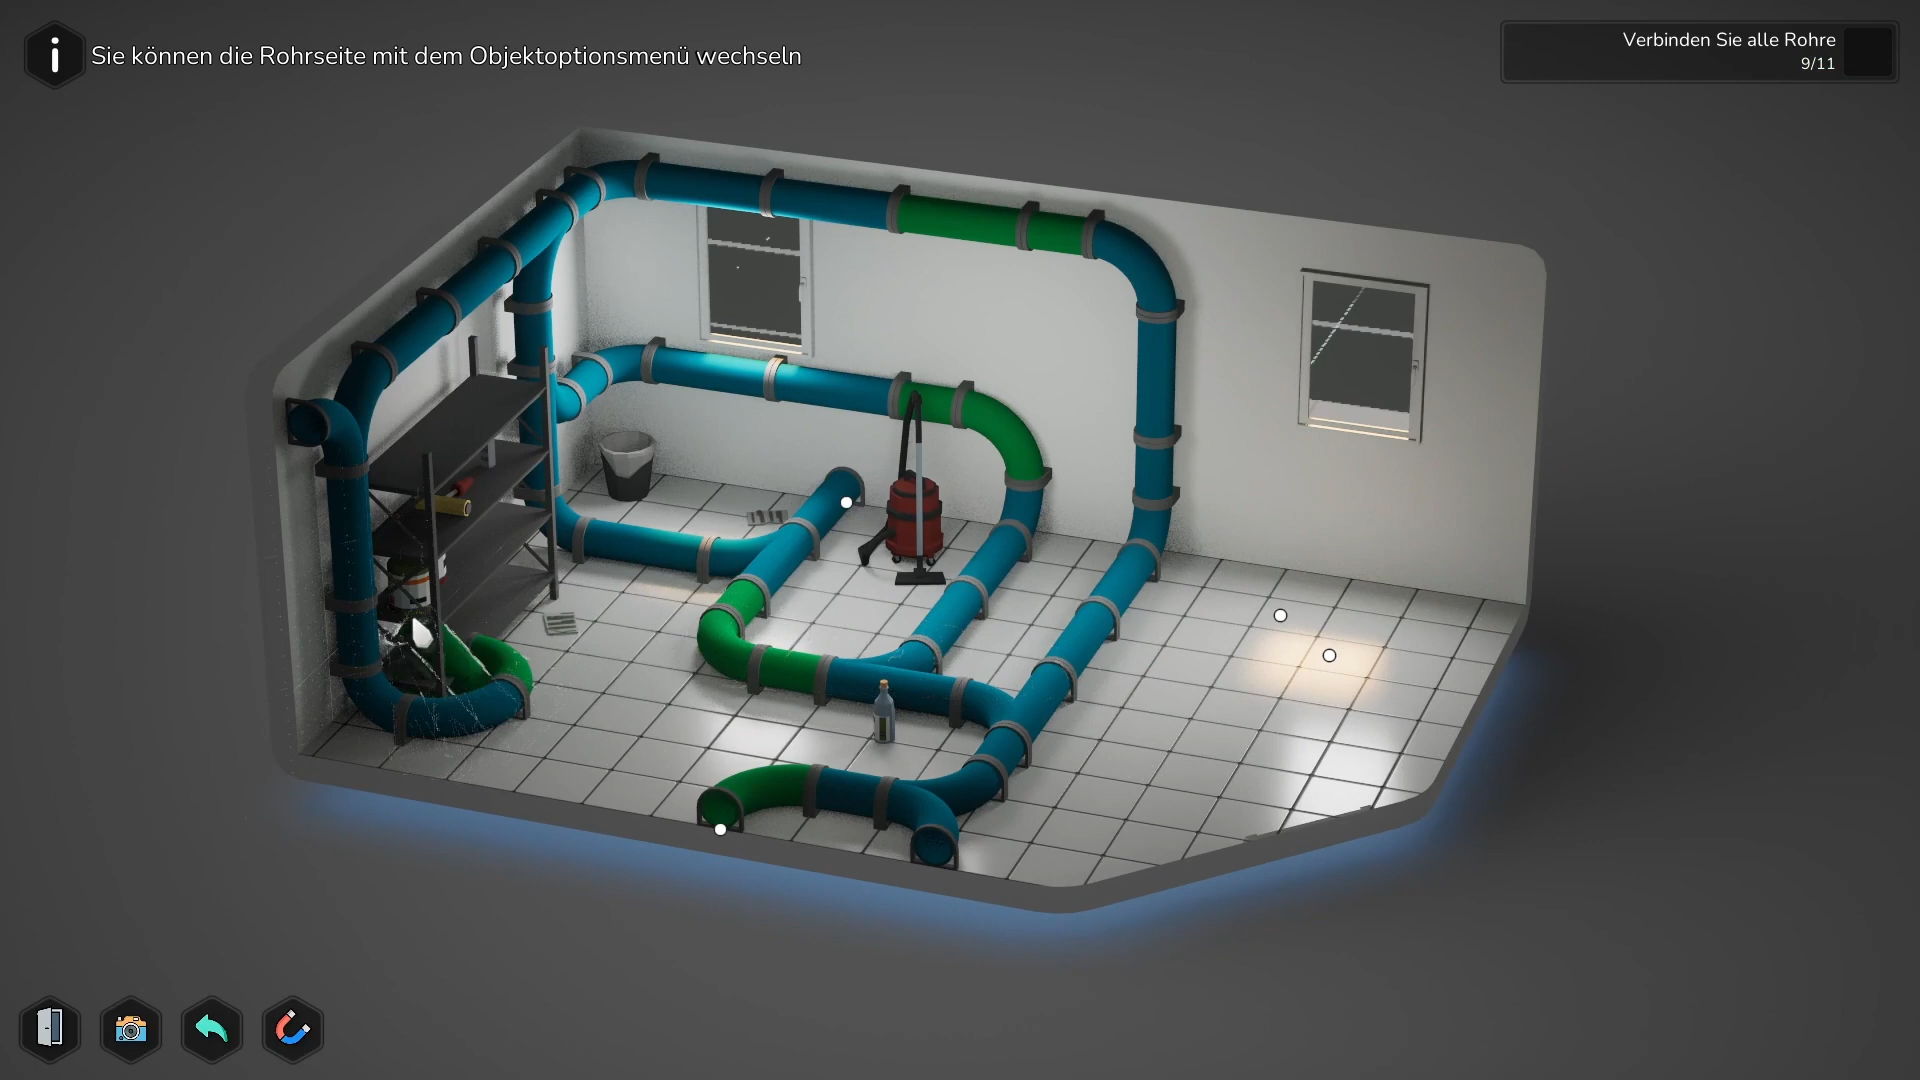 Sie können die Rohrseite mit dem Objektoptionsmenü wechseln
Verbinden Sie alle Rohre
9/11